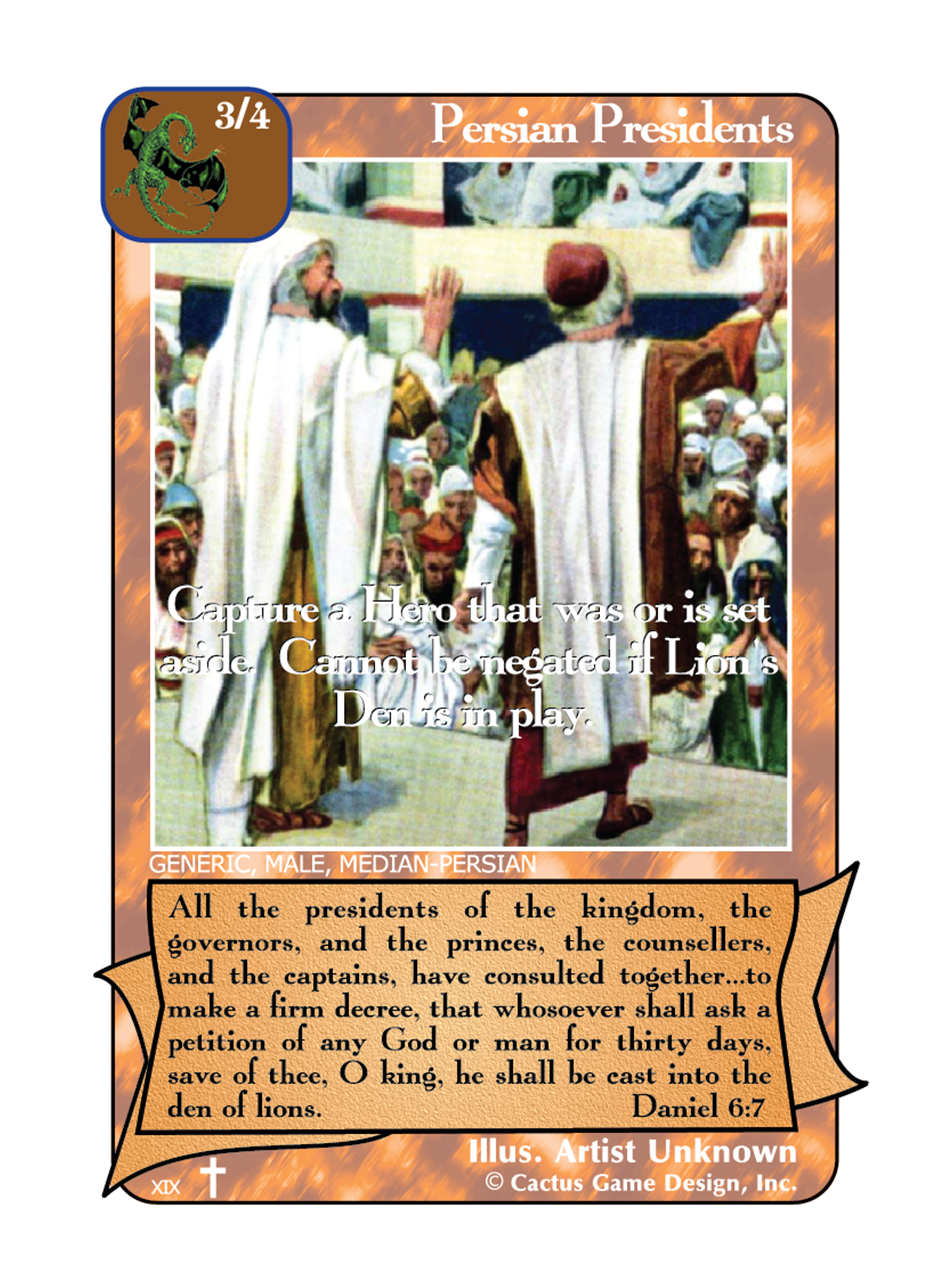 3/4
Persian Presidents
Capture a Hero that was or is set
aside. Cannot be negated if Lion's
Den is in play.
GENERIC, MALE, MEDIAN-PERSIAN
All the presidents of the kingdom, the
governors, and the princes, the counsellers,
and the captains, have consulted together...to
make a firm decree, that whosoever shall ask a
petition of any God or man for thirty days,
save of thee, O king, he shall be cast into the
den of lions. Daniel 6:7
Illus. Artist Unknown
XIX © Cactus Game Design, Inc.